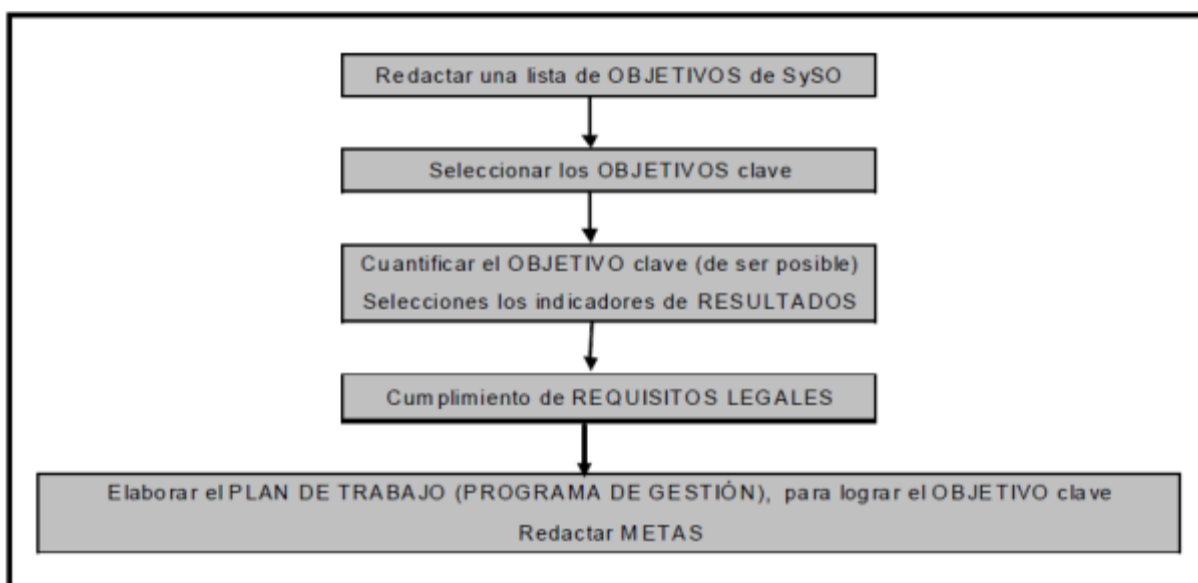 Redactar una lista de OBJETIVOS de SySO
Seleccionar los OBJETIVOS clave
Cuantificar el OBJETIVO clave (de ser posible)
Selecciones los indicadores de RESULTADOS
Cumplimiento de REQUISITOS LEGALES
Elaborar el PLAN DE TRABAJO (PROGRAMA DE GESTIÓN), para lograr el OBJETIVO clave
Redactar METAS